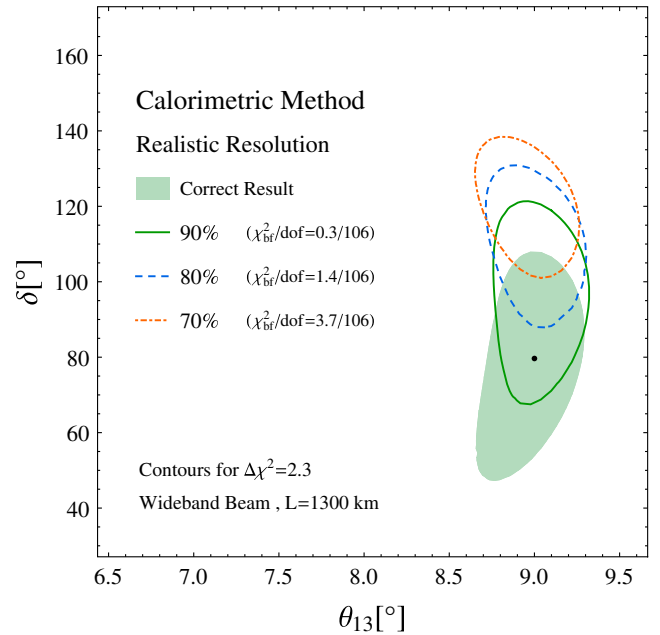 160
140
120
100
80
60
40
δ[°]
Calorimetric Method
Realistic Resolution
Correct Result
90% (χ²bf/dof=0.3/106)
80% (χ²bf/dof=1.4/106)
70% (χ²bf/dof=3.7/106)
Contours for Δχ²=2.3
Wideband Beam , L=1300 km
6.5 7.0 7.5 8.0 8.5 9.0 9.5
θ₁₃[°]